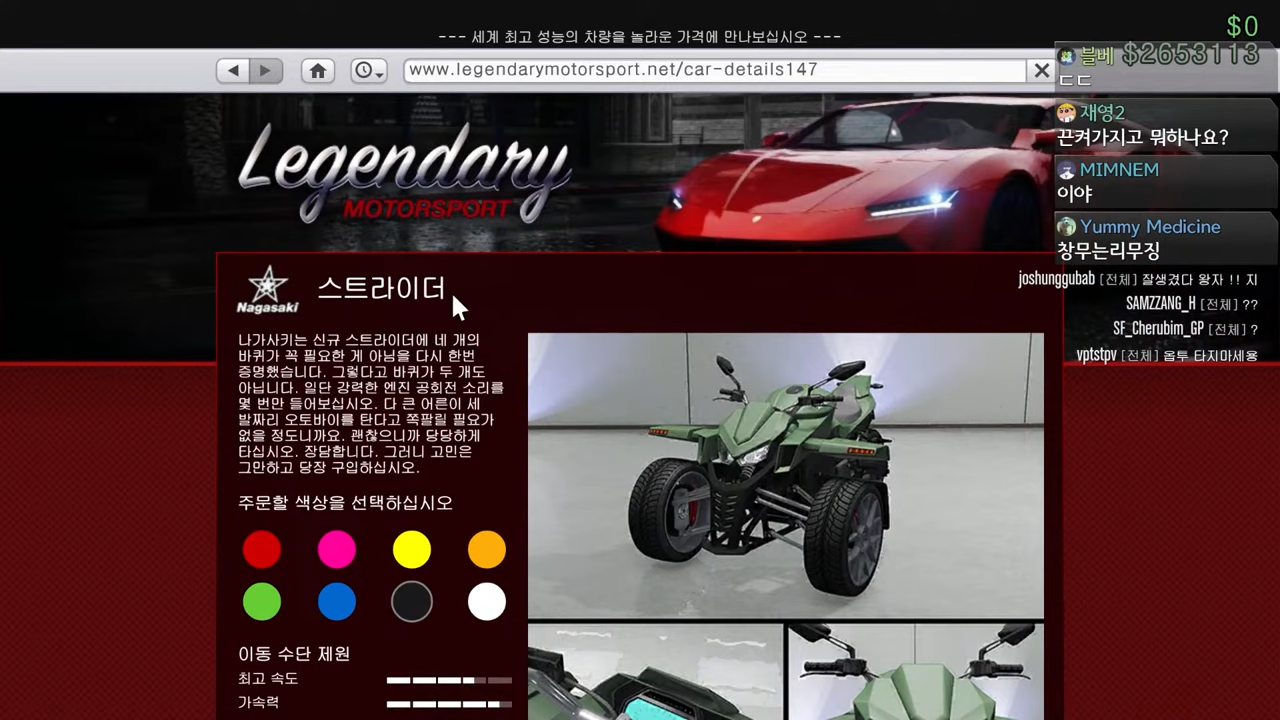 --- 세계 최고 성능의 차량을 놀라운 가격에 만나보십시오 ---
$0
$2653113
www.legendarymotorsport.net/car-details147
블베
ㄷㄷ
재영2
끈켜가지고 뭐하나요?
MIMNEM
이야
Yummy Medicine
창무는리무징
joshunggubab [전체] 잘생겼다 왕자 !! 지
SAMZZANG_H [전체] ??
SF_Cherubim_GP [전체] ?
vptstpv [전체] 옵투 타지마세용
Legendary
MOTORSPORT
Nagasaki
스트라이더
나가사키는 신규 스트라이더에 네 개의
바퀴가 꼭 필요한 게 아님을 다시 한번
증명했습니다. 그렇다고 바퀴가 두 개도
아닙니다. 일단 강력한 엔진 공회전 소리를
몇 번만 들어보십시오. 다 큰 어른이 세
발짜리 오토바이를 탄다고 쪽팔릴 필요가
없을 정도니까요. 괜찮으니까 당당하게
타십시오. 장담합니다. 그러니 고민은
그만하고 당장 구입하십시오.
주문할 색상을 선택하십시오
이동 수단 제원
최고 속도
가속력